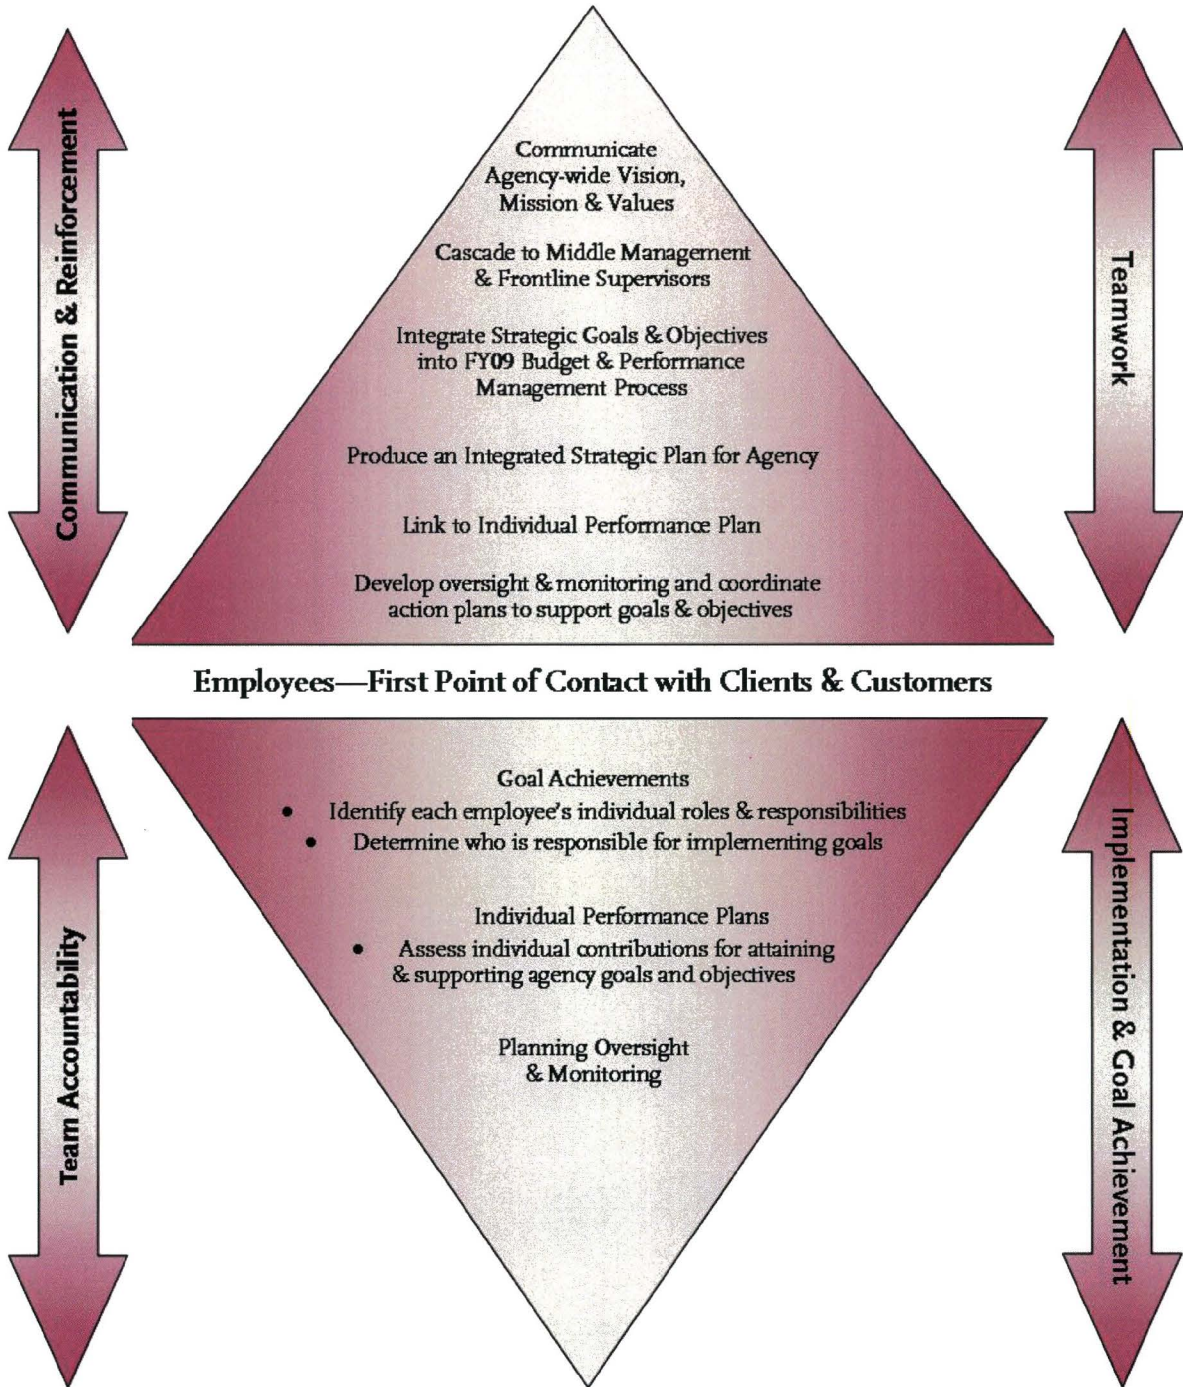 Communication & Reinforcement
Communicate
Agency-wide Vision,
Mission & Values
Cascade to Middle Management
& Frontline Supervisors
Integrate Strategic Goals & Objectives
into FY09 Budget & Performance
Management Process
Produce an Integrated Strategic Plan for Agency
Link to Individual Performance Plan
Develop oversight & monitoring and coordinate
action plans to support goals & objectives
Teamwork
Employees—First Point of Contact with Clients & Customers
Team Accountability
Goal Achievements
• Identify each employee's individual roles & responsibilities
• Determine who is responsible for implementing goals
Individual Performance Plans
• Assess individual contributions for attaining
& supporting agency goals and objectives
Planning Oversight
& Monitoring
Implementation & Goal Achievement